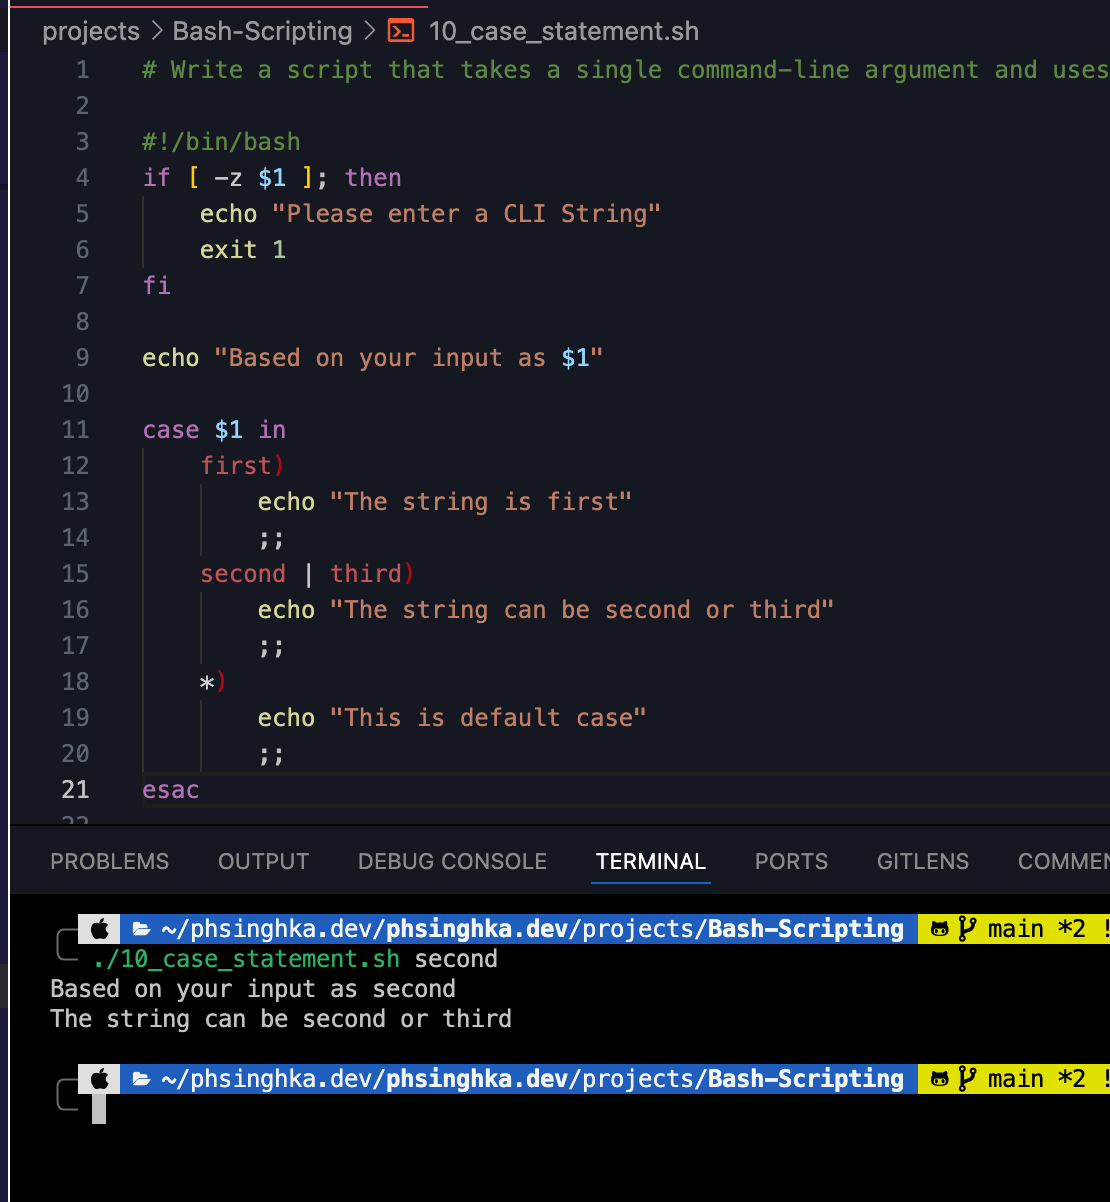 projects > Bash-Scripting > 10_case_statement.sh
1 # Write a script that takes a single command-line argument and uses
2
3 #!/bin/bash
4 if [ -z $1 ]; then
5 echo "Please enter a CLI String"
6 exit 1
7 fi
8
9 echo "Based on your input as $1"
10
11 case $1 in
12 first)
13 echo "The string is first"
14 ;;
15 second | third)
16 echo "The string can be second or third"
17 ;;
18 *)
19 echo "This is default case"
20 ;;
21 esac
22
PROBLEMS OUTPUT DEBUG CONSOLE TERMINAL PORTS GITLENS COMMEN
~/phsinghka.dev/phsinghka.dev/projects/Bash-Scripting main *2 !
./10_case_statement.sh second
Based on your input as second
The string can be second or third
~/phsinghka.dev/phsinghka.dev/projects/Bash-Scripting main *2 !